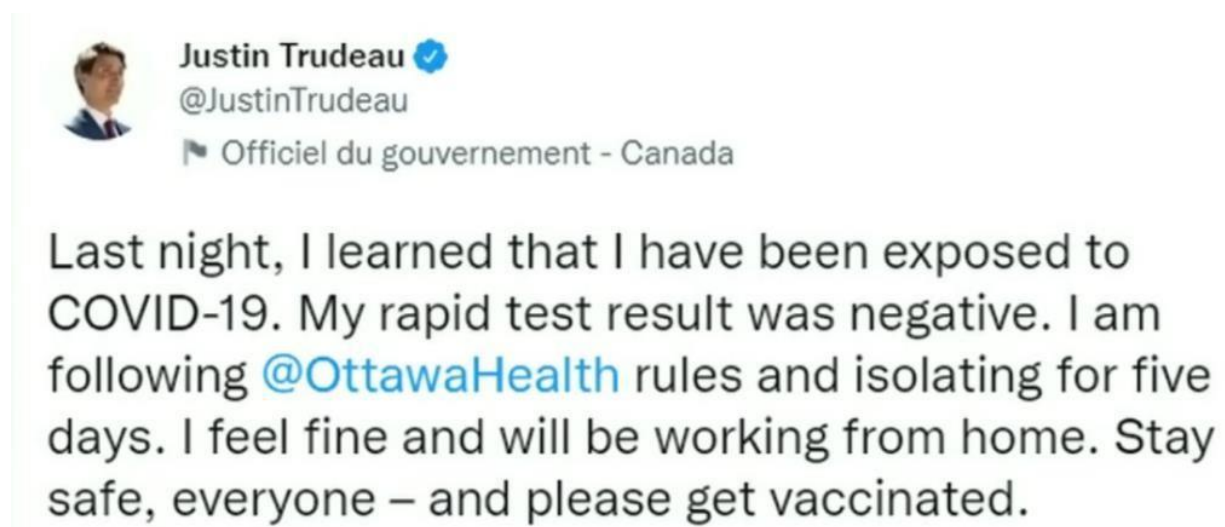 Justin Trudeau
@JustinTrudeau
Officiel du gouvernement - Canada
Last night, I learned that I have been exposed to
COVID-19. My rapid test result was negative. I am
following @OttawaHealth rules and isolating for five
days. I feel fine and will be working from home. Stay
safe, everyone – and please get vaccinated.